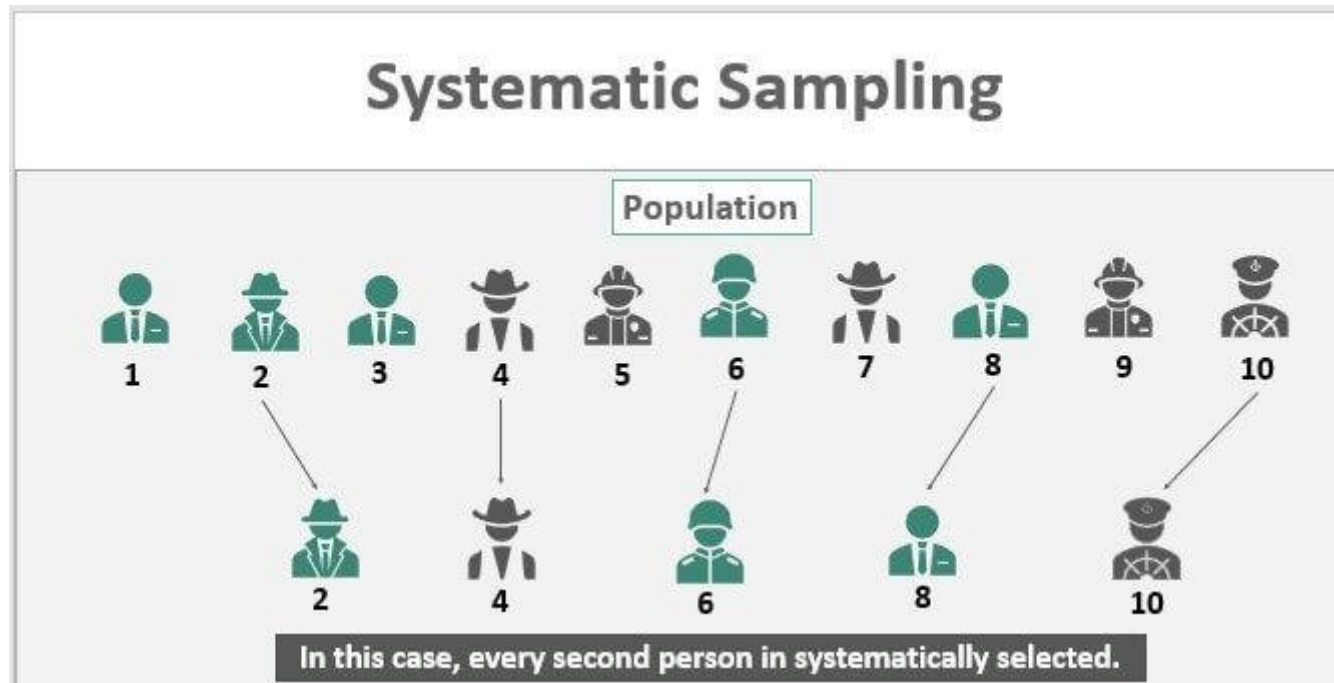 Systematic Sampling
Population
1 2 3 4 5 6 7 8 9 10
2 4 6 8 10
In this case, every second person in systematically selected.